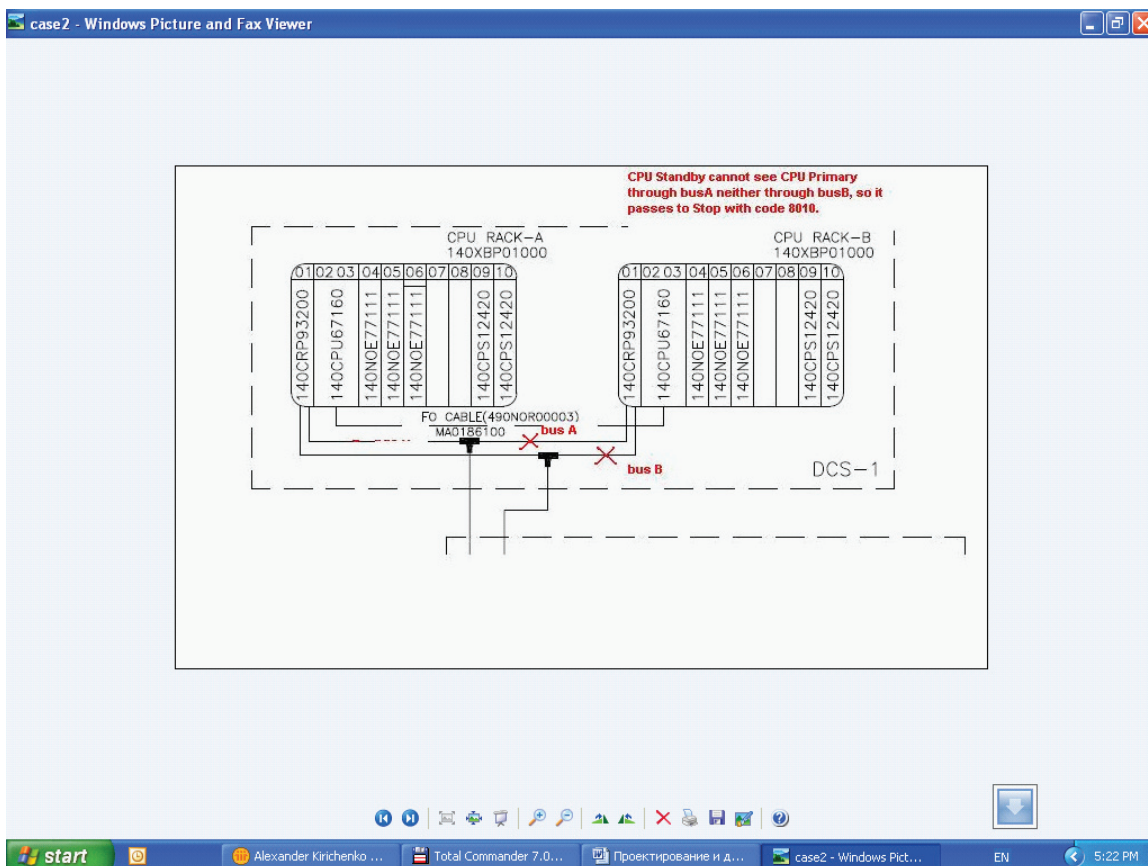 case2 - Windows Picture and Fax Viewer
CPU Standby cannot see CPU Primary
through busA neither through busB, so it
passes to Stop with code 8010.
CPU RACK-A
140XBP01000
CPU RACK-B
140XBP01000
01 02 03 04 05 06 07 08 09 10
01 02 03 04 05 06 07 08 09 10
140CRP93200
140CPU67160
140NOE77111
140NOE77111
140NOE77111
140CPS12420
140CPS12420
140CRP93200
140CPU67160
140NOE77111
140NOE77111
140NOE77111
140CPS12420
140CPS12420
FO CABLE(490NOR00003)
MA0186100
bus A
bus B
DCS-1
start
Alexander Kirichenko ...
Total Commander 7.0...
Проектирование и д...
case2 - Windows Pict...
EN
5:22 PM